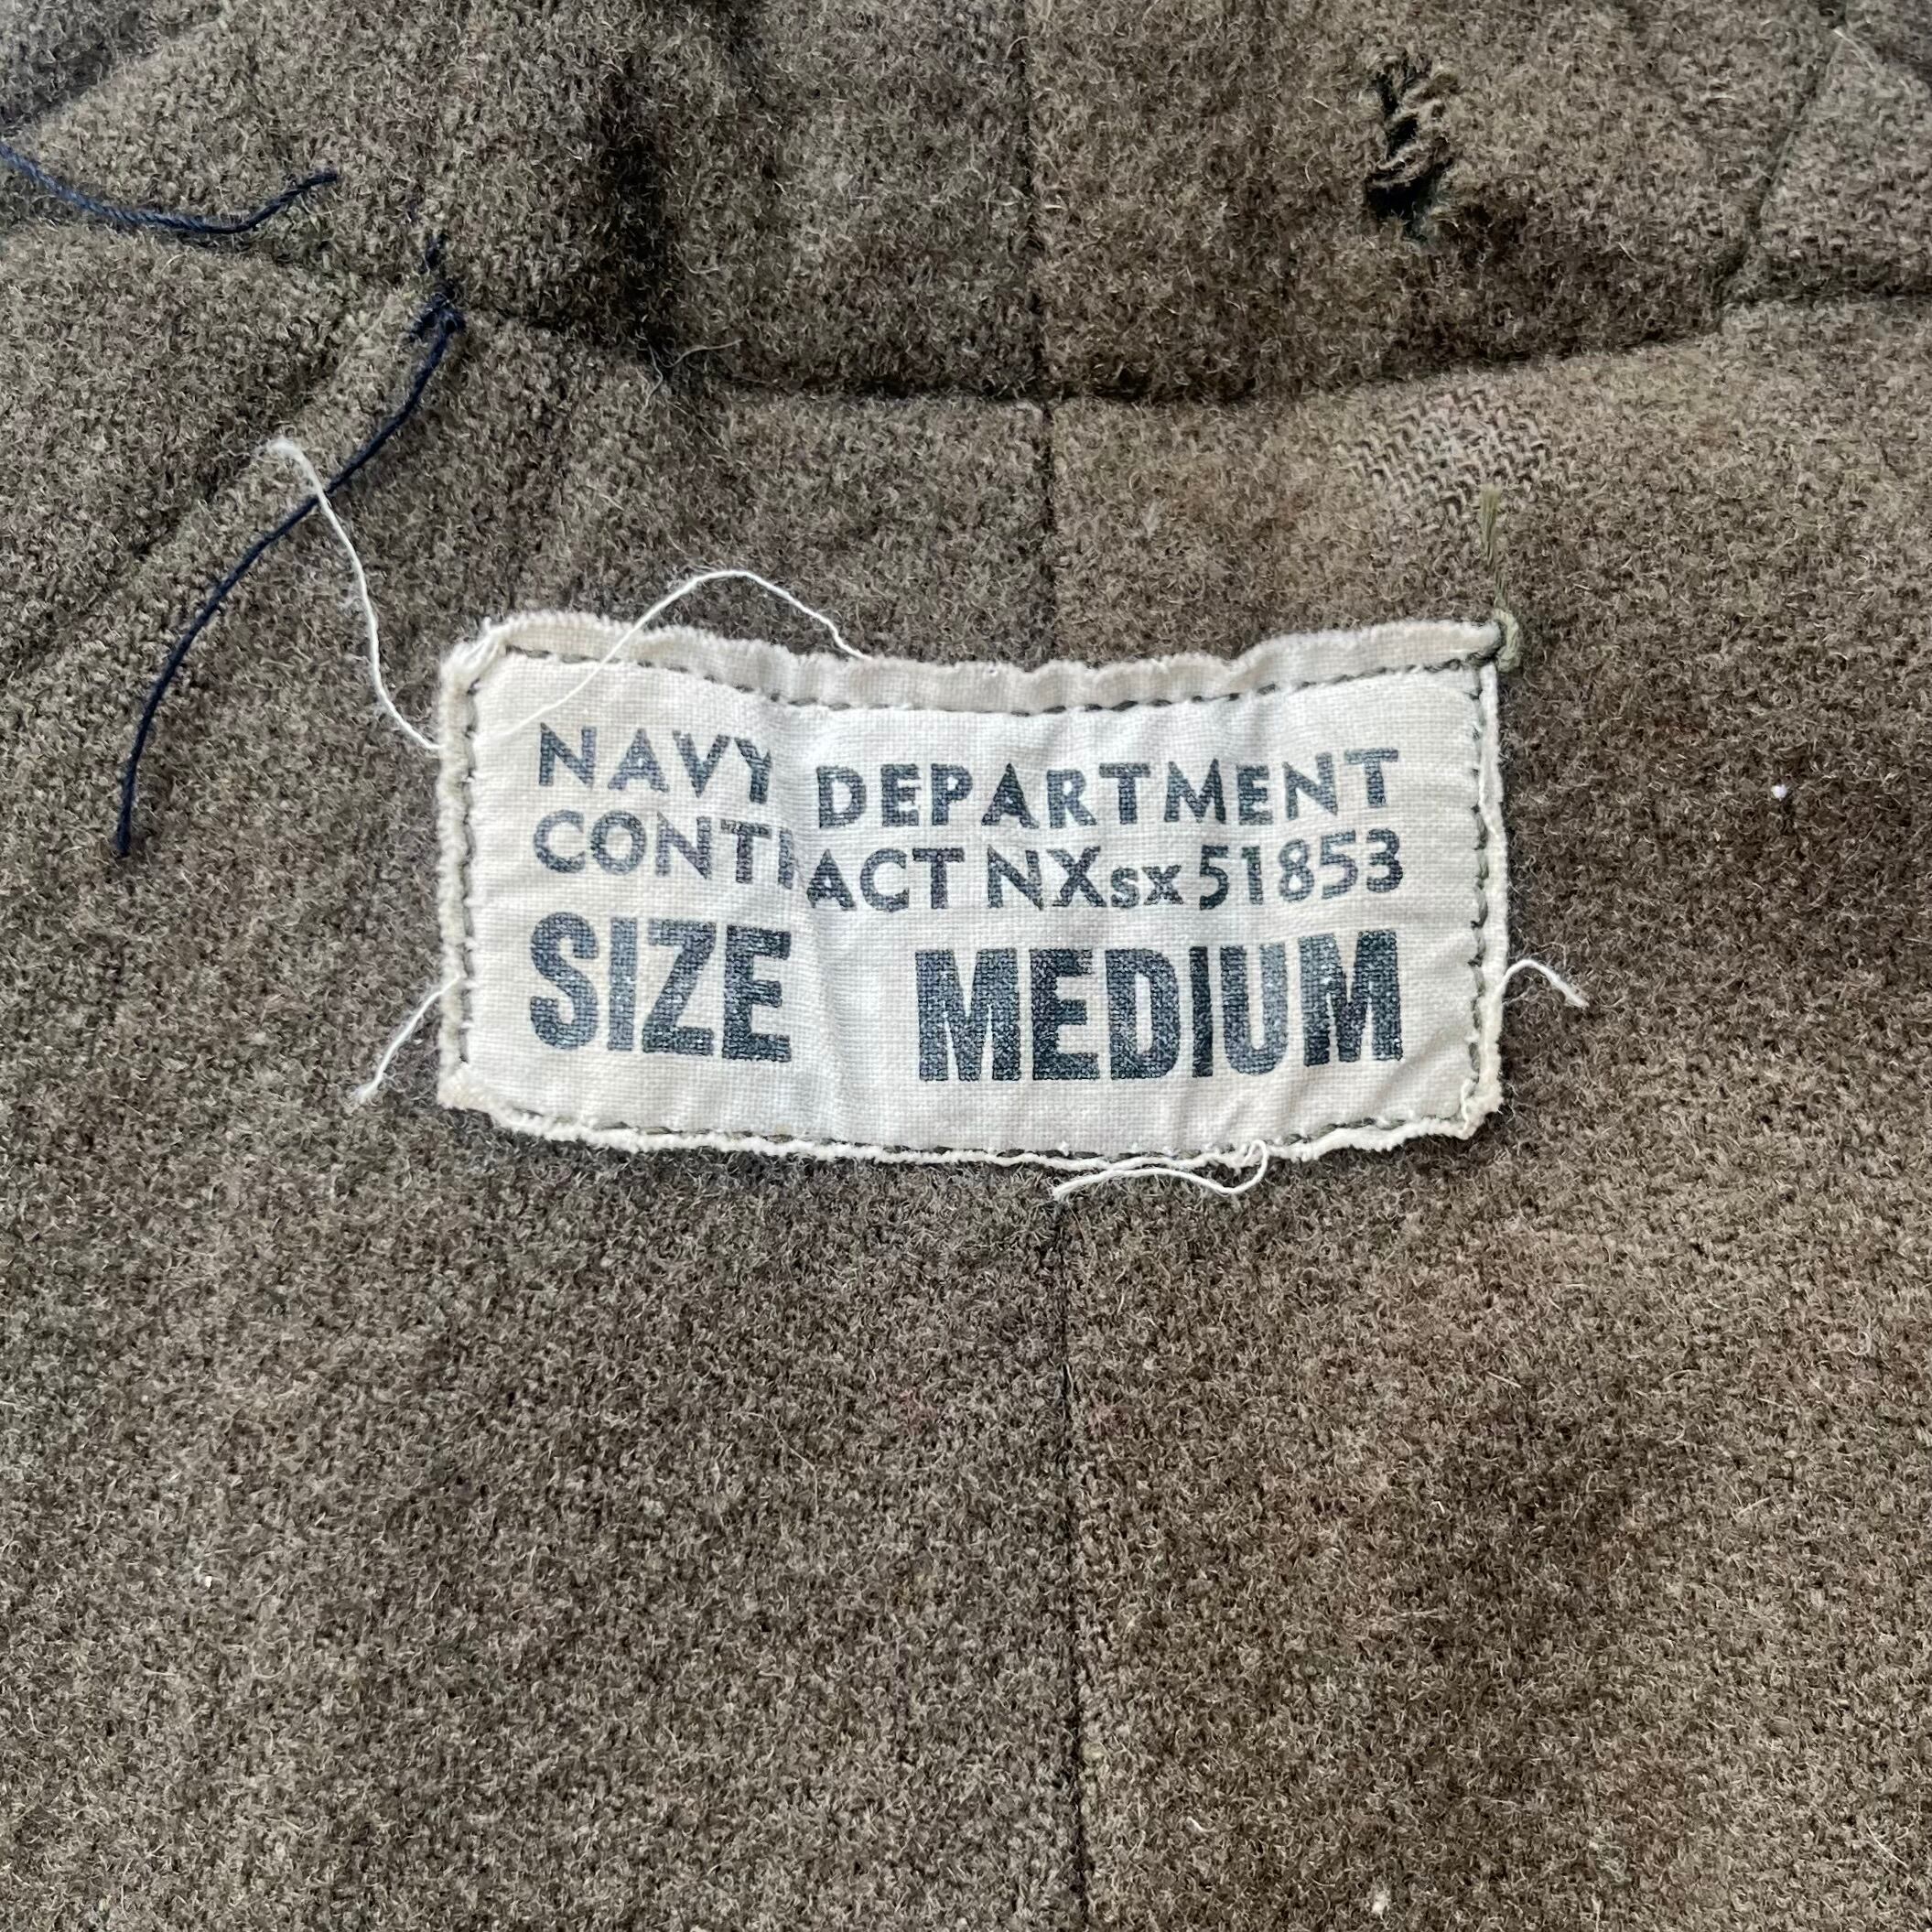 NAVY DEPARTMENT
CONTRACT NXsx 51853
SIZE MEDIUM